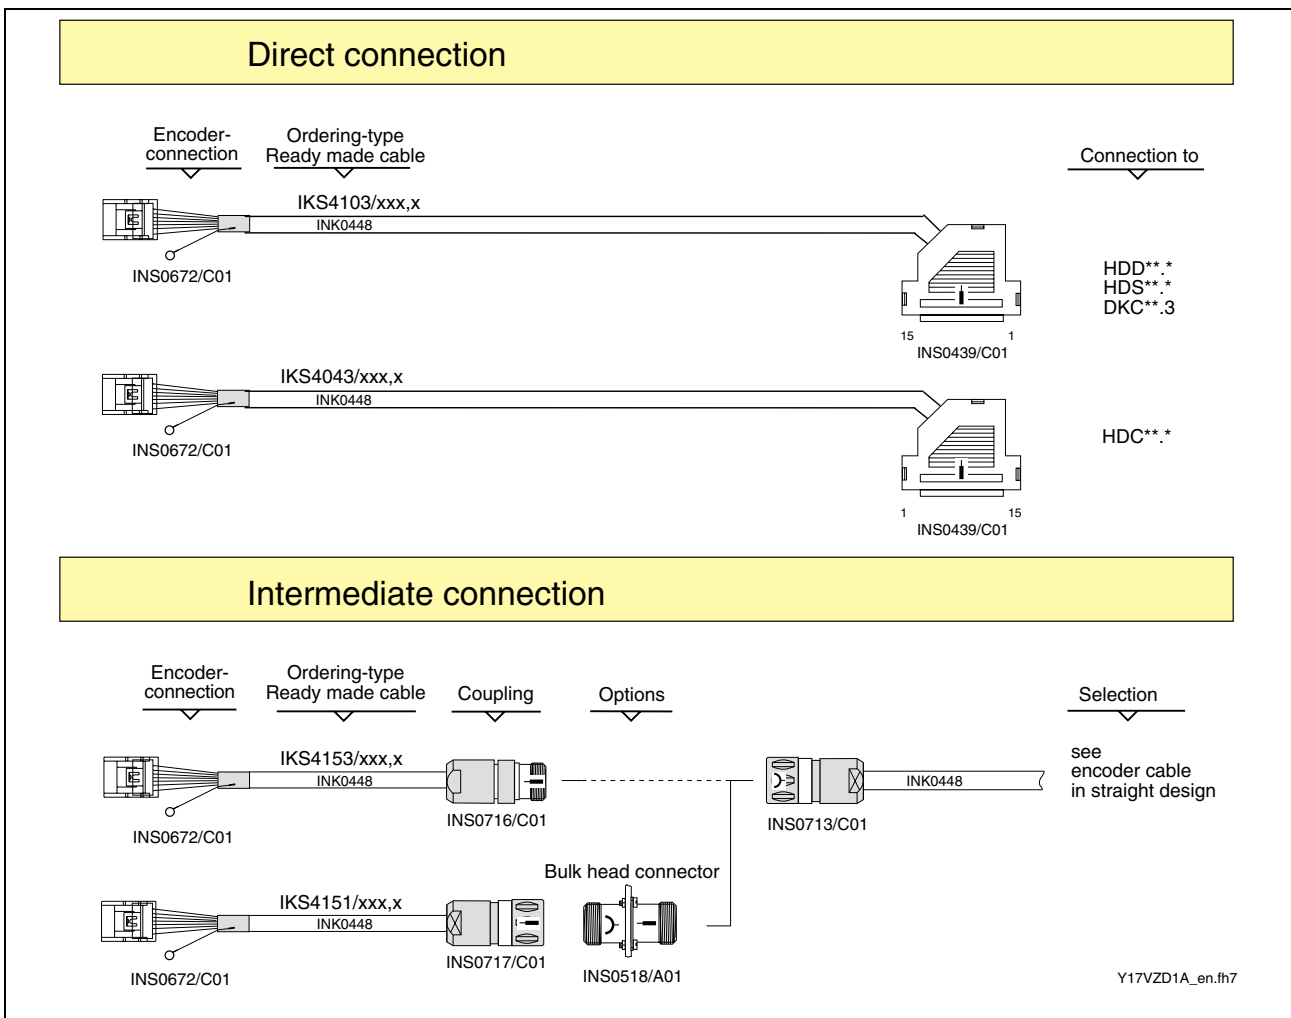 Direct connection
Encoder-
connection
Ordering-type
Ready made cable
Connection to
IKS4103/xxx,x
INK0448
INS0672/C01
HDD**.*
HDS**.*
DKC**.3
15
1
INS0439/C01
IKS4043/xxx,x
INK0448
INS0672/C01
HDC**.*
1
15
INS0439/C01
Intermediate connection
Encoder-
connection
Ordering-type
Ready made cable
Coupling
Options
Selection
IKS4153/xxx,x
INK0448
INS0672/C01
INS0716/C01
INK0448
INS0713/C01
see
encoder cable
in straight design
Bulk head connector
IKS4151/xxx,x
INK0448
INS0672/C01
INS0717/C01
INS0518/A01
Y17VZD1A_en.fh7